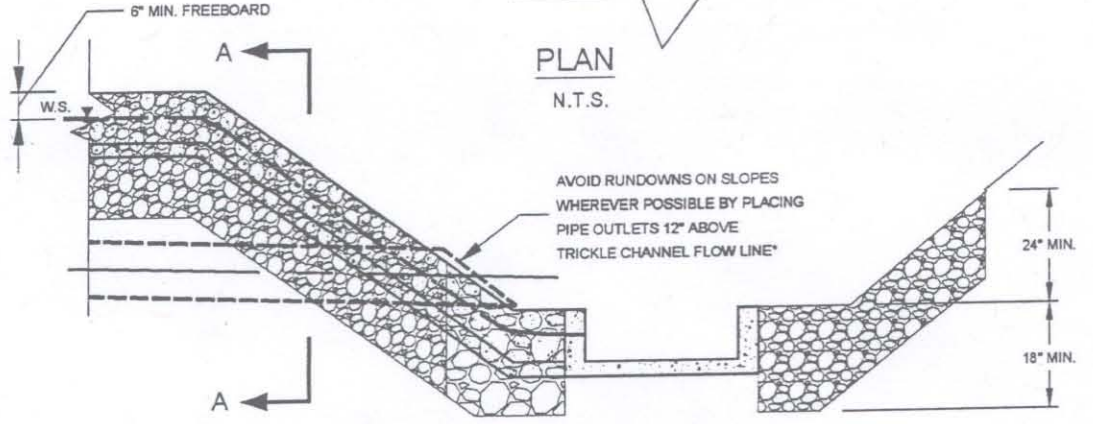 6" MIN. FREEBOARD
A
PLAN
N.T.S.
W.S.
AVOID RUNDOWNS ON SLOPES
WHEREVER POSSIBLE BY PLACING
PIPE OUTLETS 12" ABOVE
TRICKLE CHANNEL FLOW LINE*
24" MIN.
18" MIN.
A